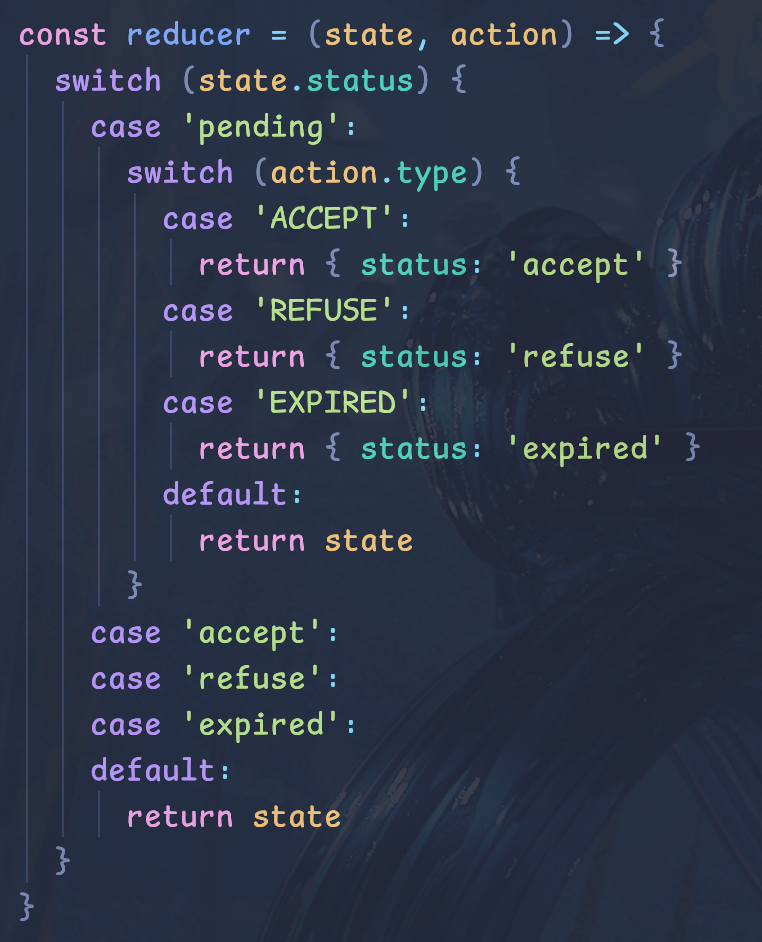 const reducer = (state, action) => {
  switch (state.status) {
    case 'pending':
      switch (action.type) {
        case 'ACCEPT':
          return { status: 'accept' }
        case 'REFUSE':
          return { status: 'refuse' }
        case 'EXPIRED':
          return { status: 'expired' }
        default:
          return state
      }
    case 'accept':
    case 'refuse':
    case 'expired':
    default:
      return state
  }
}